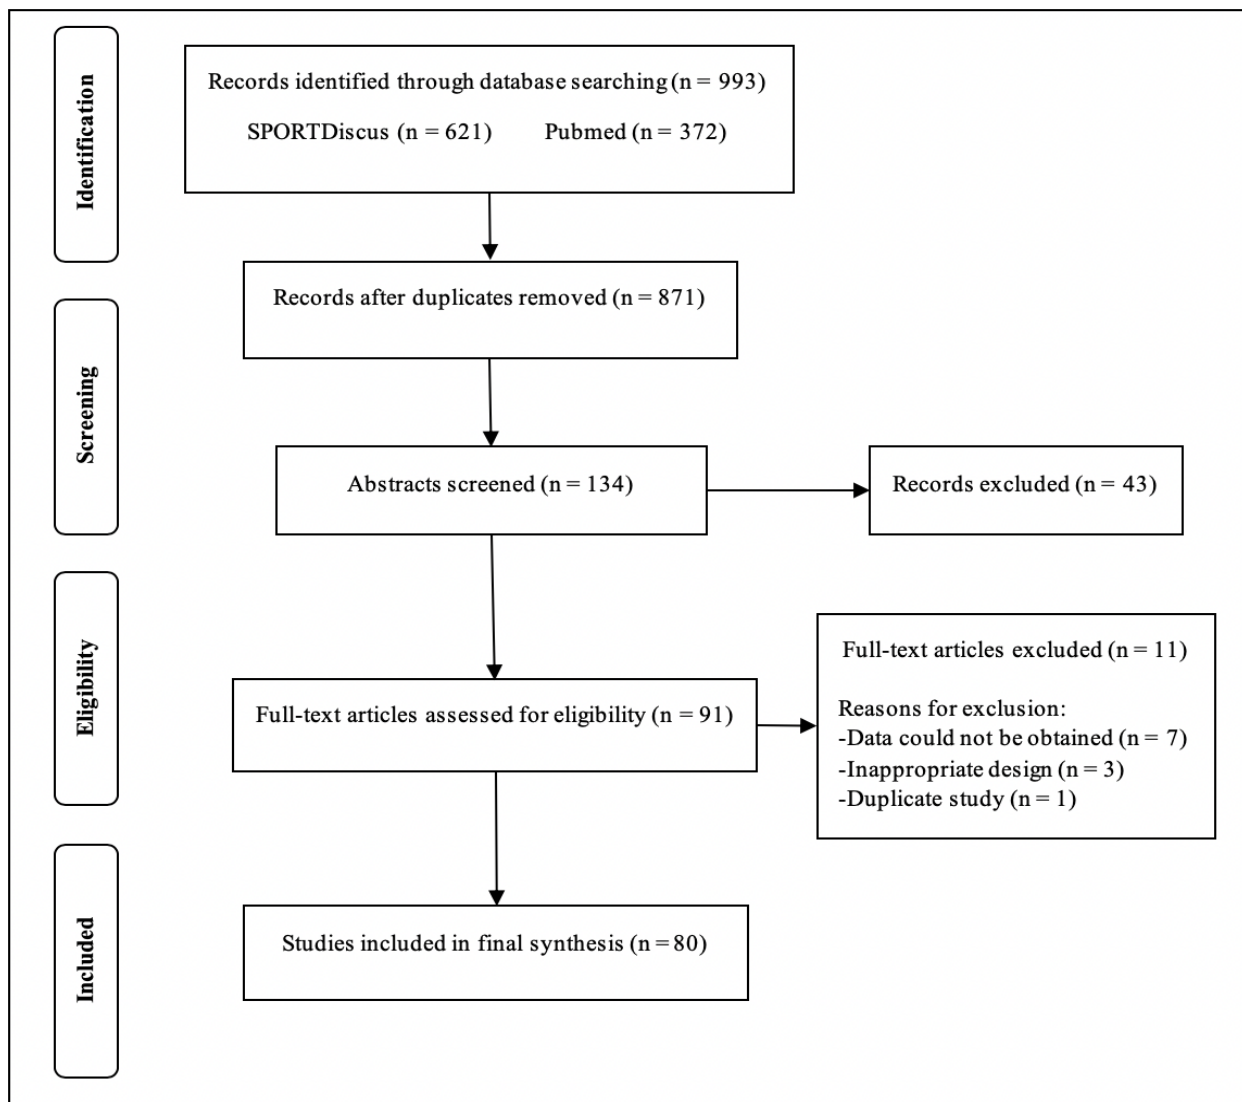 Identification
Records identified through database searching (n = 993)
SPORTDiscus (n = 621) Pubmed (n = 372)
Records after duplicates removed (n = 871)
Screening
Abstracts screened (n = 134)
Records excluded (n = 43)
Eligibility
Full-text articles assessed for eligibility (n = 91)
Full-text articles excluded (n = 11)
Reasons for exclusion:
-Data could not be obtained (n = 7)
-Inappropriate design (n = 3)
-Duplicate study (n = 1)
Included
Studies included in final synthesis (n = 80)